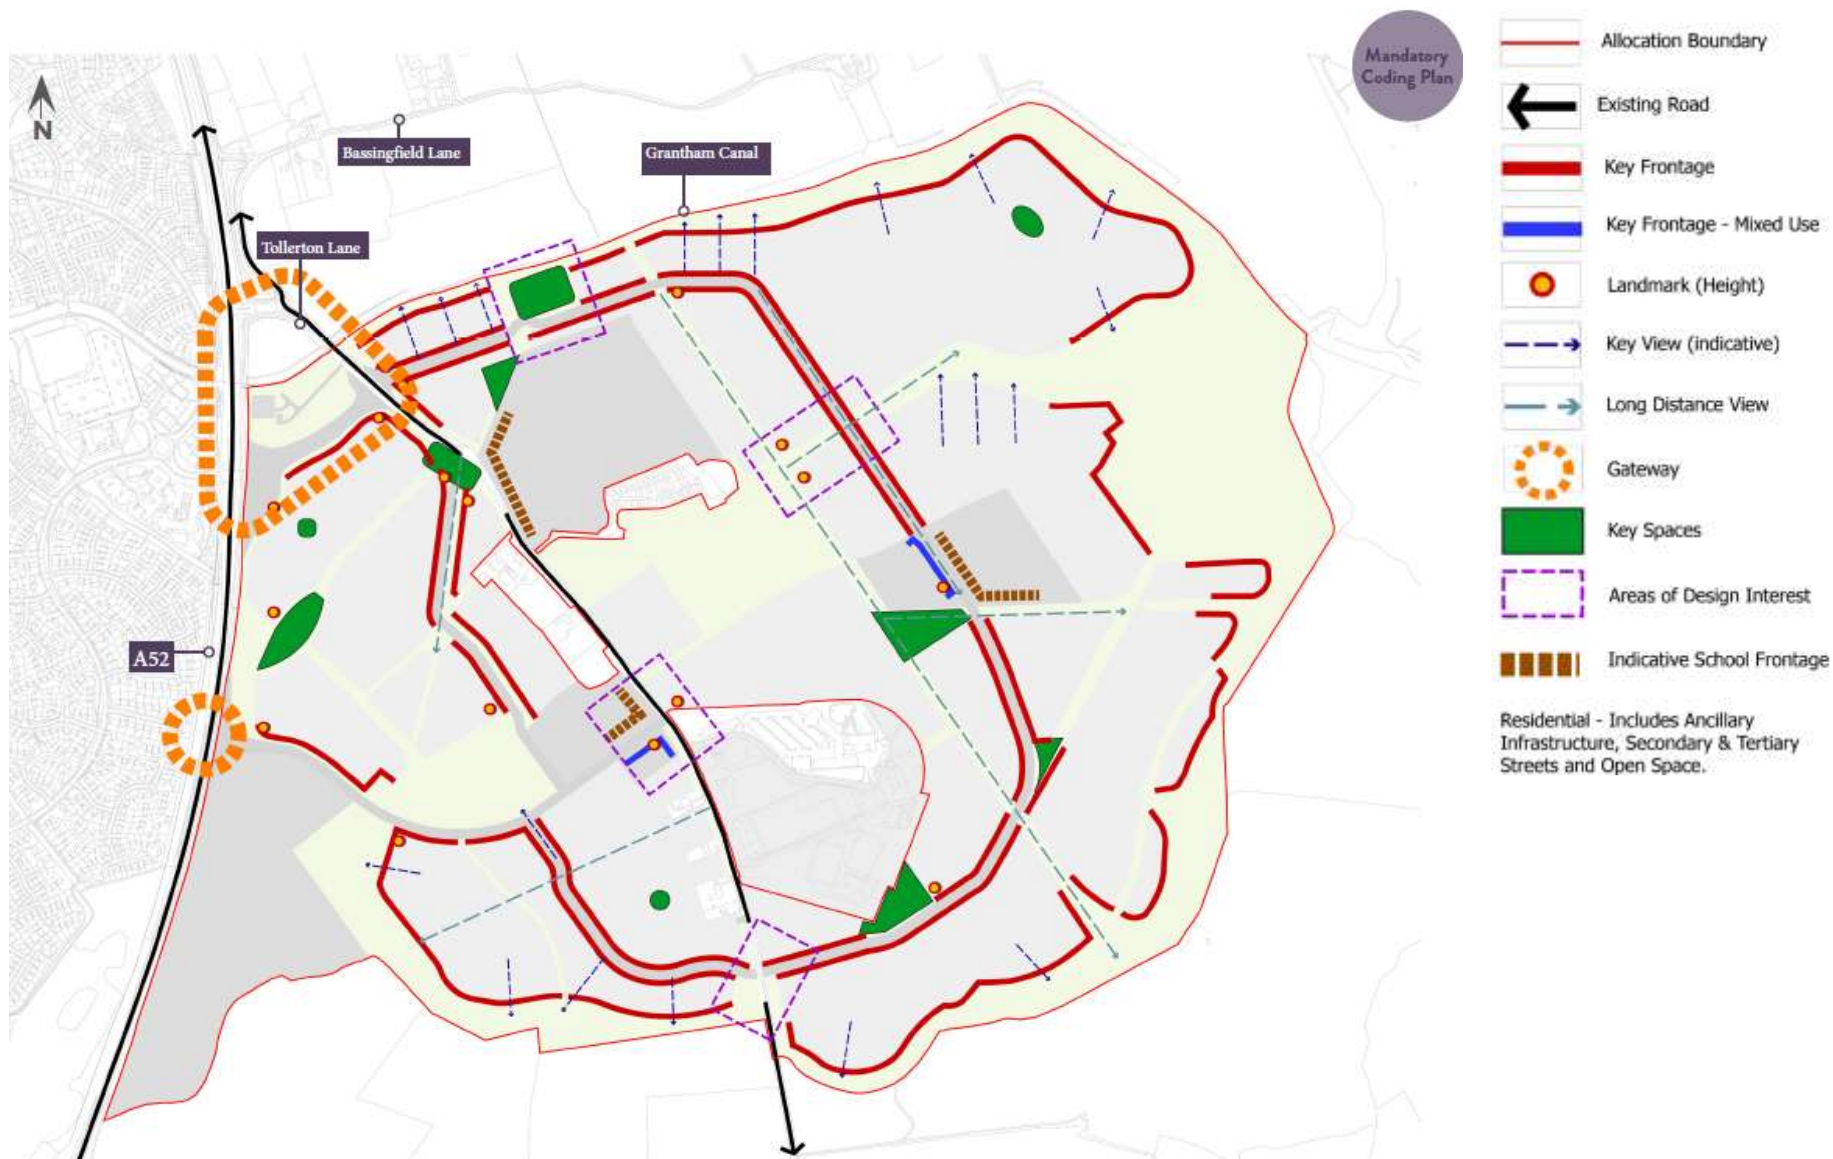 N
Bassingfield Lane
Grantham Canal
Tollerton Lane
A52
Mandatory
Coding Plan
Allocation Boundary
Existing Road
Key Frontage
Key Frontage - Mixed Use
Landmark (Height)
Key View (indicative)
Long Distance View
Gateway
Key Spaces
Areas of Design Interest
Indicative School Frontage
Residential - Includes Ancillary
Infrastructure, Secondary & Tertiary
Streets and Open Space.